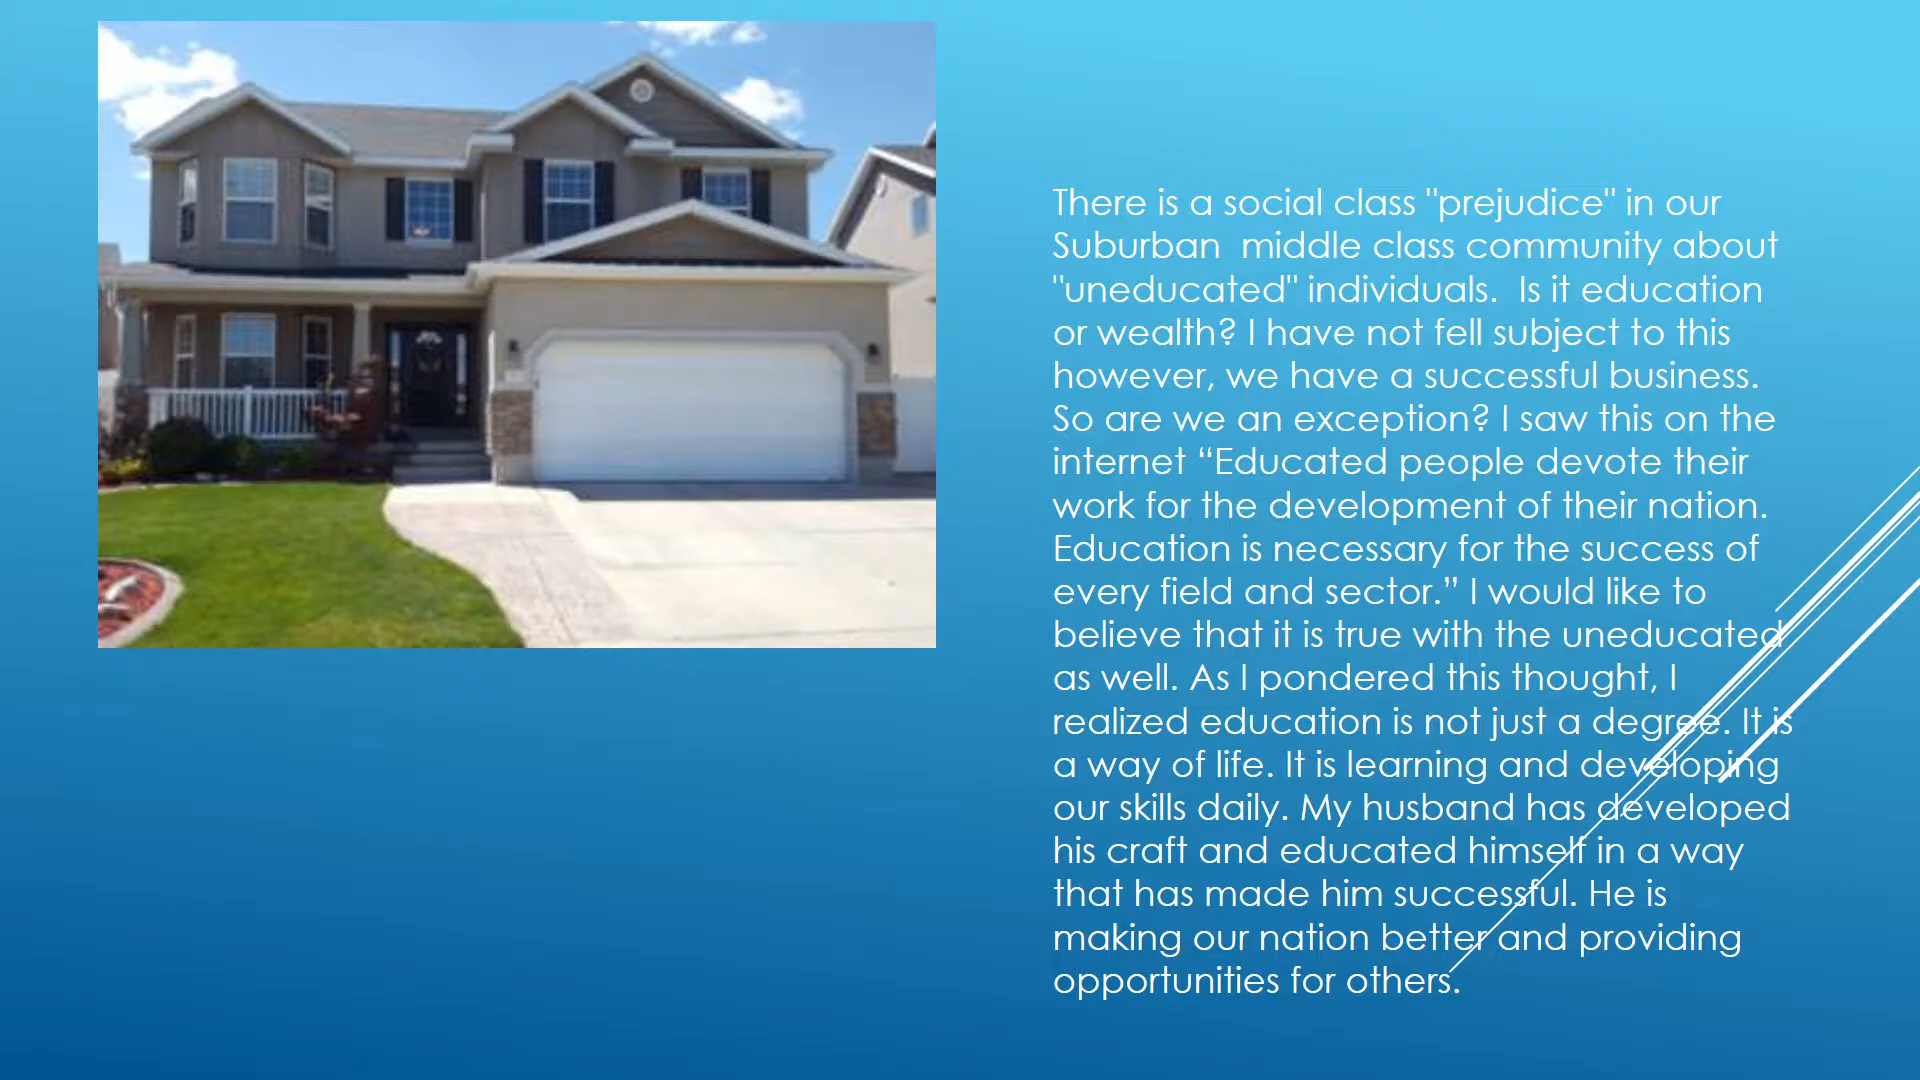 There is a social class "prejudice" in our
Suburban  middle class community about
"uneducated" individuals.  Is it education
or wealth? I have not fell subject to this
however, we have a successful business.
So are we an exception? I saw this on the
internet “Educated people devote their
work for the development of their nation.
Education is necessary for the success of
every field and sector.” I would like to
believe that it is true with the uneducated
as well. As I pondered this thought, I
realized education is not just a degree. It is
a way of life. It is learning and developing
our skills daily. My husband has developed
his craft and educated himself in a way
that has made him successful. He is
making our nation better and providing
opportunities for others.